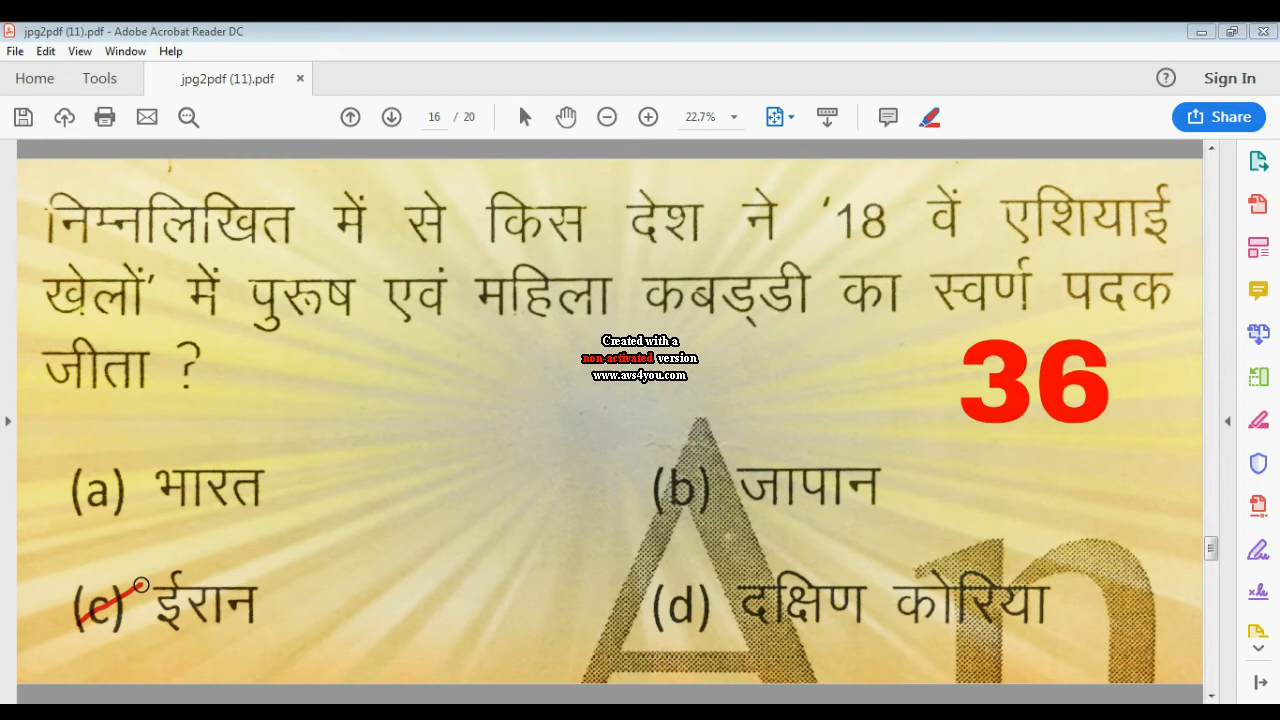 jpg2pdf (11).pdf - Adobe Acrobat Reader DC
File Edit View Window Help
Home Tools jpg2pdf (11).pdf × Sign In
16 / 20 22.7% Share
निम्नलिखित में से किस देश ने '18 वें एशियाई
खेलों' में पुरूष एवं महिला कबड्डी का स्वर्ण पदक
जीता ?
Created with a
non-activated version
www.avs4you.com
36
(a) भारत (b) जापान
(c) ईरान (d) दक्षिण कोरिया
An